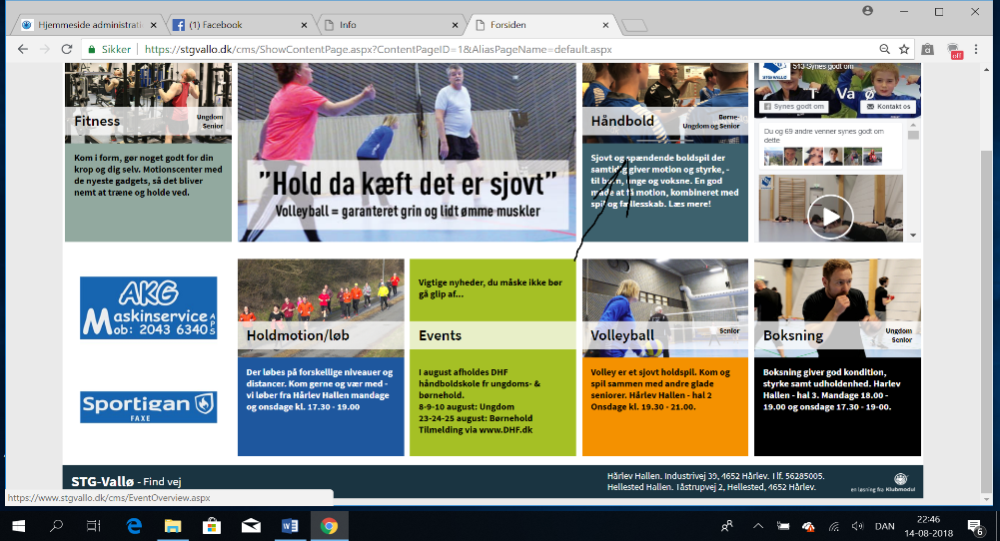 Hjemmeside administrati
(1) Facebook
Info
Forsiden
Sikker
https://stgvallo.dk/cms/ShowContentPage.aspx?ContentPageID=1&AliasPageName=default.aspx
off
Fitness
Ungdom
Senior
Kom i form, gør noget godt for din
krop og dig selv. Motionscenter med
de nyeste gadgets, så det bliver
nemt at træne og holde ved.
"Hold da kæft det er sjovt"
Volleyball = garanteret grin og lidt ømme muskler
Håndbold
Børne-
Ungdom og Senior
Sjovt og spændende boldspil der
samtidig giver motion og styrke, -
til børn, unge og voksne. En god
måde at få motion, kombineret med
spil og fællesskab. Læs mere!
STG VALLØ
513 Synes godt om
Synes godt om
Kontakt os
Du og 69 andre venner synes godt om
dette
AKG
Maskinservice APS
Mob: 2043 6340
Sportigan
FAXE
Holdmotion/løb
Der løbes på forskellige niveauer og
distancer. Kom gerne og vær med -
vi løber fra Hårlev Hallen mandage
og onsdage kl. 17.30 - 19.00
Vigtige nyheder, du måske ikke bør
gå glip af...
Events
I august afholdes DHF
håndboldskole fr ungdoms- &
børnehold.
8-9-10 august: Ungdom
23-24-25 august: Børnehold
Tilmelding via www.DHF.dk
Volleyball
Senior
Volley er et sjovt holdspil. Kom og
spil sammen med andre glade
seniorer. Hårlev Hallen - hal 2
Onsdage kl. 19.30 - 21.00.
Boksning
Ungdom
Senior
Boksning giver god kondition,
styrke samt udholdenhed. Harlev
Hallen - hal 3. Mandage 18.00 -
19.00 og onsdage 17.30 - 19-00.
STG-Vallø - Find vej
Hårlev Hallen. Industrivej 39, 4652 Hårlev. Tlf. 56285005.
Hellested Hallen. Tåstrupvej 2, Hellested, 4652 Hårlev.
en løsning fra Klubmodul
https://www.stgvallo.dk/cms/EventOverview.aspx
DAN
22:46
14-08-2018
6